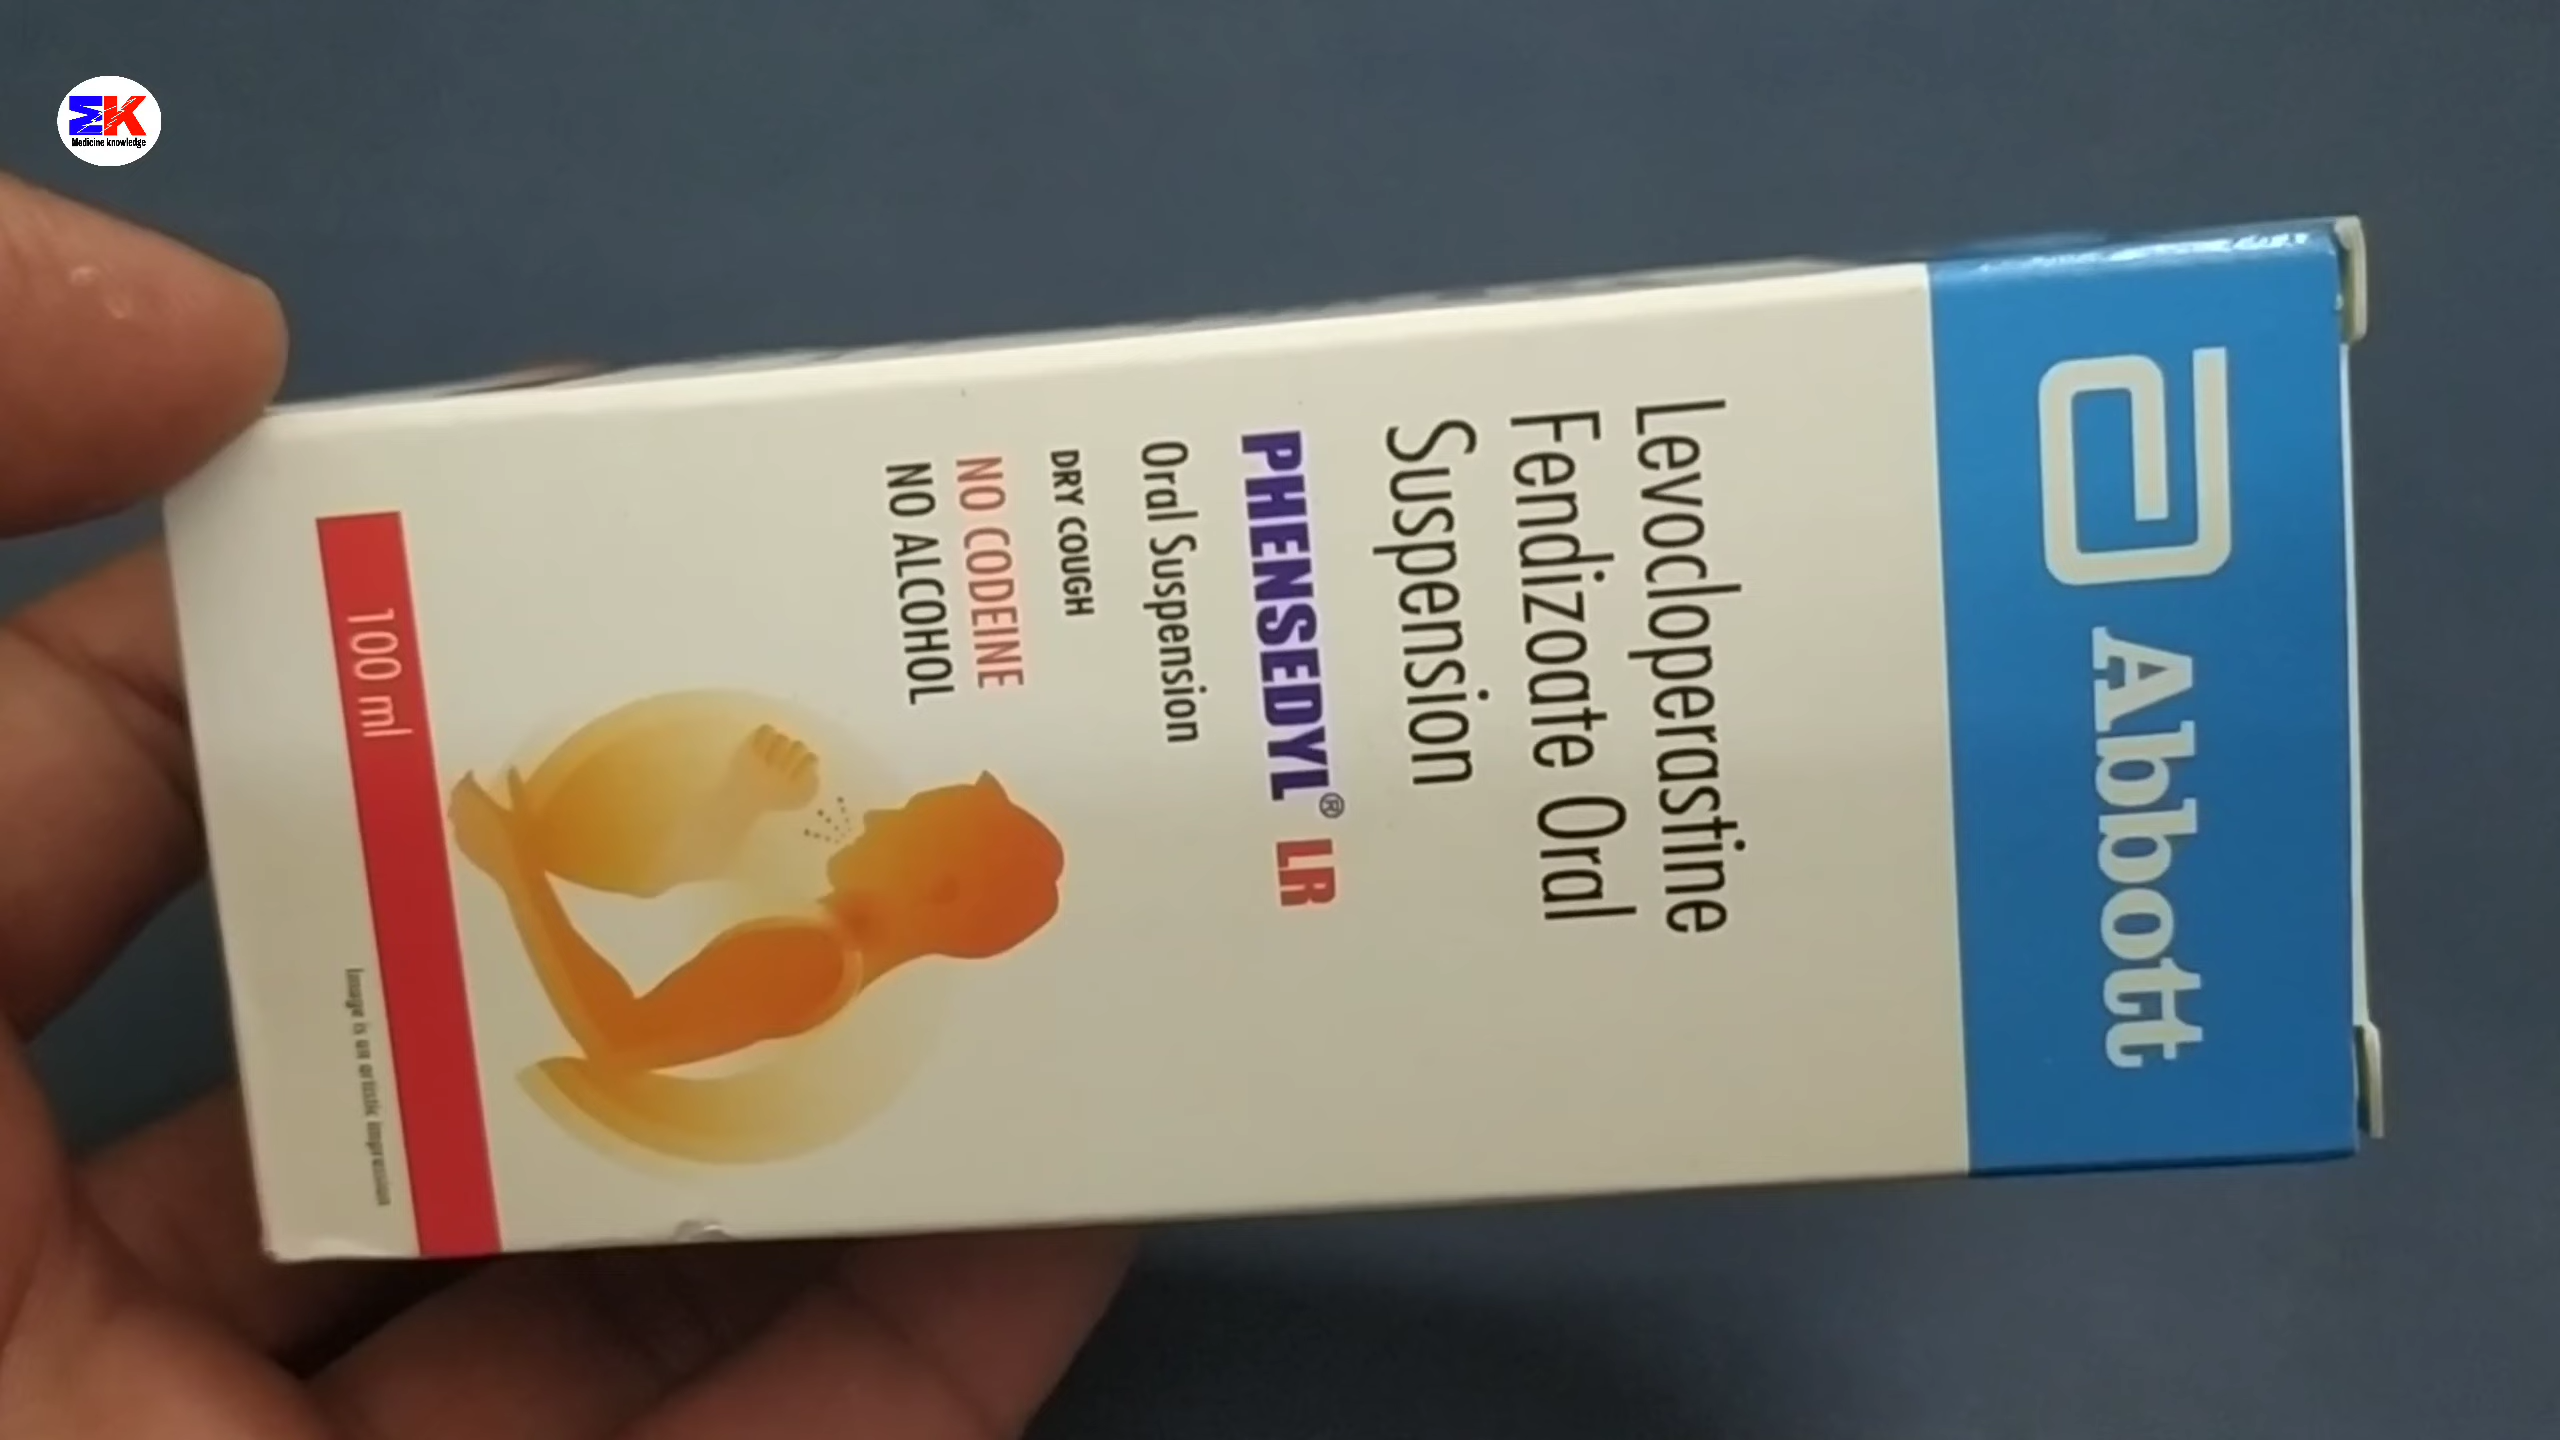 EK
Medicine knowledge
Abbott
Levocloperastine
Fendizoate Oral
Suspension
PHENSEDYL® LR
Oral Suspension
DRY COUGH
NO CODEINE
NO ALCOHOL
100 ml
Image is an artistic impression